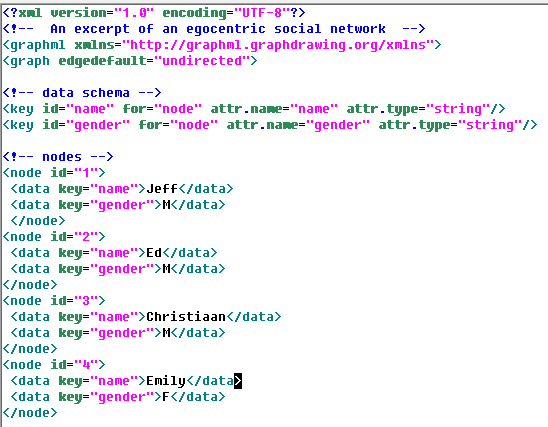 <?xml version="1.0" encoding="UTF-8"?>
<!--  An excerpt of an egocentric social network  -->
<graphml xmlns="http://graphml.graphdrawing.org/xmlns">
<graph edgedefault="undirected">

<!-- data schema -->
<key id="name" for="node" attr.name="name" attr.type="string"/>
<key id="gender" for="node" attr.name="gender" attr.type="string"/>

<!-- nodes -->
<node id="1">
 <data key="name">Jeff</data>
 <data key="gender">M</data>
 </node>
<node id="2">
 <data key="name">Ed</data>
 <data key="gender">M</data>
</node>
<node id="3">
 <data key="name">Christiaan</data>
 <data key="gender">M</data>
</node>
<node id="4">
 <data key="name">Emily</data>
 <data key="gender">F</data>
</node>